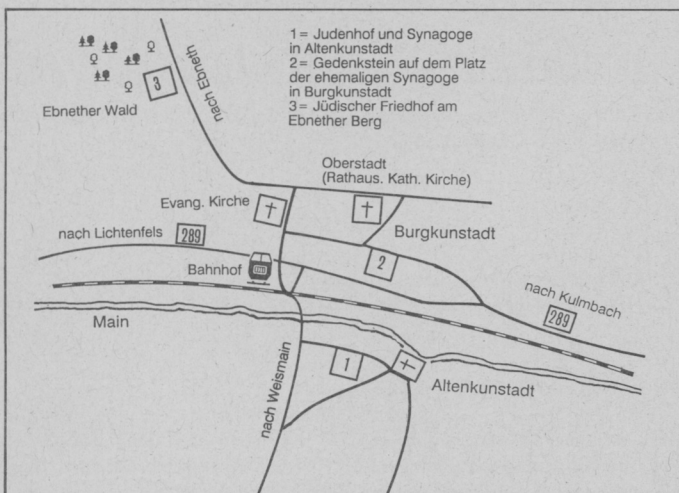 1= Judenhof und Synagoge
in Altenkunstadt
2= Gedenkstein auf dem Platz
der ehemaligen Synagoge
in Burgkunstadt
3= Jüdischer Friedhof am
Ebnether Berg
3
Ebnether Wald
nach Ebneth
Oberstadt
(Rathaus. Kath. Kirche)
Evang. Kirche
nach Lichtenfels
289
Burgkunstadt
Bahnhof
2
nach Kulmbach
289
Main
1
nach Weismain
Altenkunstadt